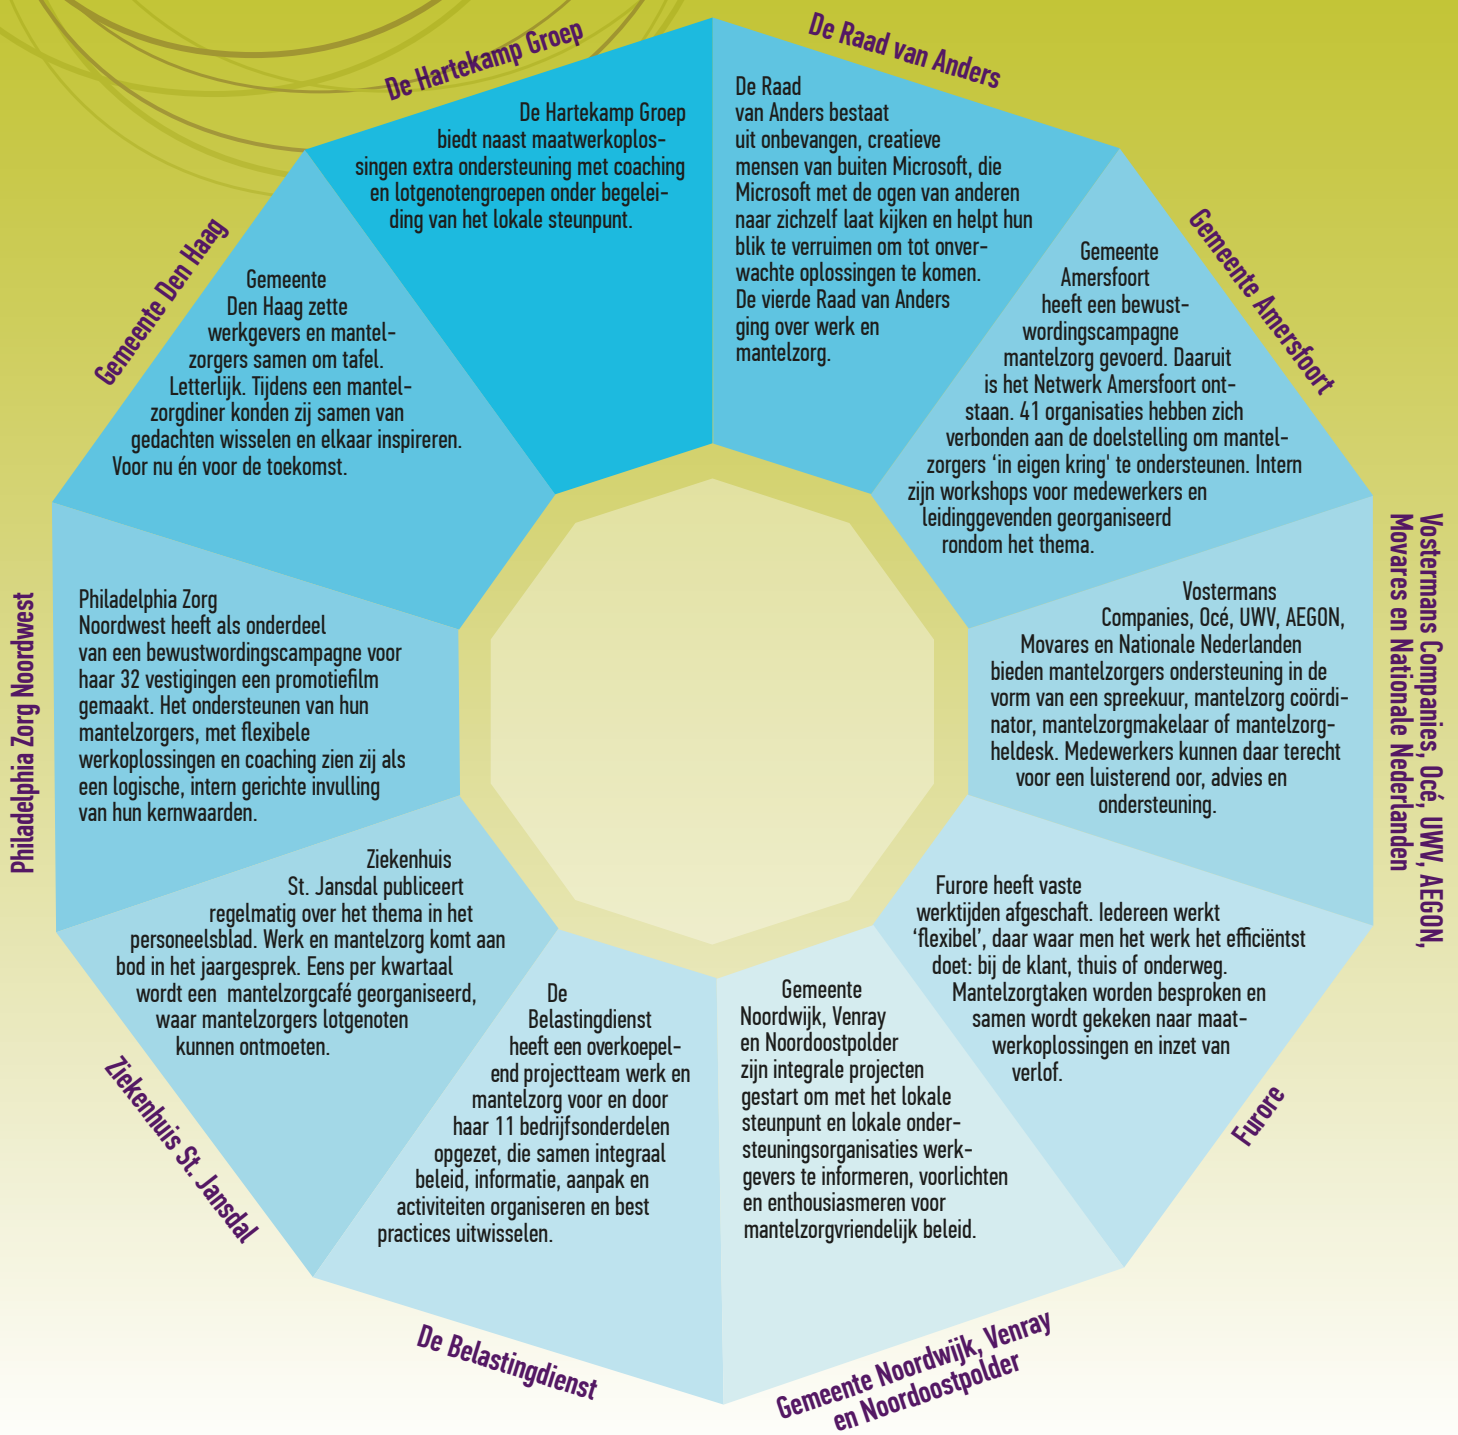 De Hartekamp Groep
De Hartekamp Groep
biedt naast maatwerkoplos-
singen extra ondersteuning met coaching
en lotgenotengroepen onder begelei-
ding van het lokale steunpunt.
De Raad van Anders
De Raad
van Anders bestaat
uit onbevangen, creatieve
mensen van buiten Microsoft, die
Microsoft met de ogen van anderen
naar zichzelf laat kijken en helpt hun
blik te verruimen om tot onver-
wachte oplossingen te komen.
De vierde Raad van Anders
ging over werk en
mantelzorg.
Gemeente Amersfoort
Gemeente
Amersfoort
heeft een bewust-
wordingscampagne
mantelzorg gevoerd. Daaruit
is het Netwerk Amersfoort ont-
staan. 41 organisaties hebben zich
verbonden aan de doelstelling om mantel-
zorgers ‘in eigen kring' te ondersteunen. Intern
zijn workshops voor medewerkers en
leidinggevenden georganiseerd
rondom het thema.
Vostermans Companies, Océ, UWV, AEGON,
Movares en Nationale Nederlanden
Vostermans
Companies, Océ, UWV, AEGON,
Movares en Nationale Nederlanden
bieden mantelzorgers ondersteuning in de
vorm van een spreekuur, mantelzorg coördi-
nator, mantelzorgmakelaar of mantelzorg-
heldesk. Medewerkers kunnen daar terecht
voor een luisterend oor, advies en
ondersteuning.
Furore heeft vaste
werktijden afgeschaft. Iedereen werkt
‘flexibel’, daar waar men het werk het efficiëntst
doet: bij de klant, thuis of onderweg.
Mantelzorgtaken worden besproken en
samen wordt gekeken naar maat-
werkoplossingen en inzet van
verlof.
Furore
Gemeente
Noordwijk, Venray
en Noordoostpolder
zijn integrale projecten
gestart om met het lokale
steunpunt en lokale onder-
steuningsorganisaties werk-
gevers te informeren, voorlichten
en enthousiasmeren voor
mantelzorgvriendelijk beleid.
Gemeente Noordwijk, Venray
en Noordoostpolder
De
Belastingdienst
heeft een overkoepel-
end projectteam werk en
mantelzorg voor en door
haar 11 bedrijfsonderdelen
opgezet, die samen integraal
beleid, informatie, aanpak en
activiteiten organiseren en best
practices uitwisselen.
De Belastingdienst
Ziekenhuis
St. Jansdal publiceert
regelmatig over het thema in het
personeelsblad. Werk en mantelzorg komt aan
bod in het jaargesprek. Eens per kwartaal
wordt een mantelzorgcafé georganiseerd,
waar mantelzorgers lotgenoten
kunnen ontmoeten.
Ziekenhuis St. Jansdal
Philadelphia Zorg Noordwest
Philadelphia Zorg
Noordwest heeft als onderdeel
van een bewustwordingscampagne voor
haar 32 vestigingen een promotiefilm
gemaakt. Het ondersteunen van hun
mantelzorgers, met flexibele
werkoplossingen en coaching zien zij als
een logische, intern gerichte invulling
van hun kernwaarden.
Gemeente Den Haag
Gemeente
Den Haag zette
werkgevers en mantel-
zorgers samen om tafel.
Letterlijk. Tijdens een mantel-
zorgdiner konden zij samen van
gedachten wisselen en elkaar inspireren.
Voor nu én voor de toekomst.